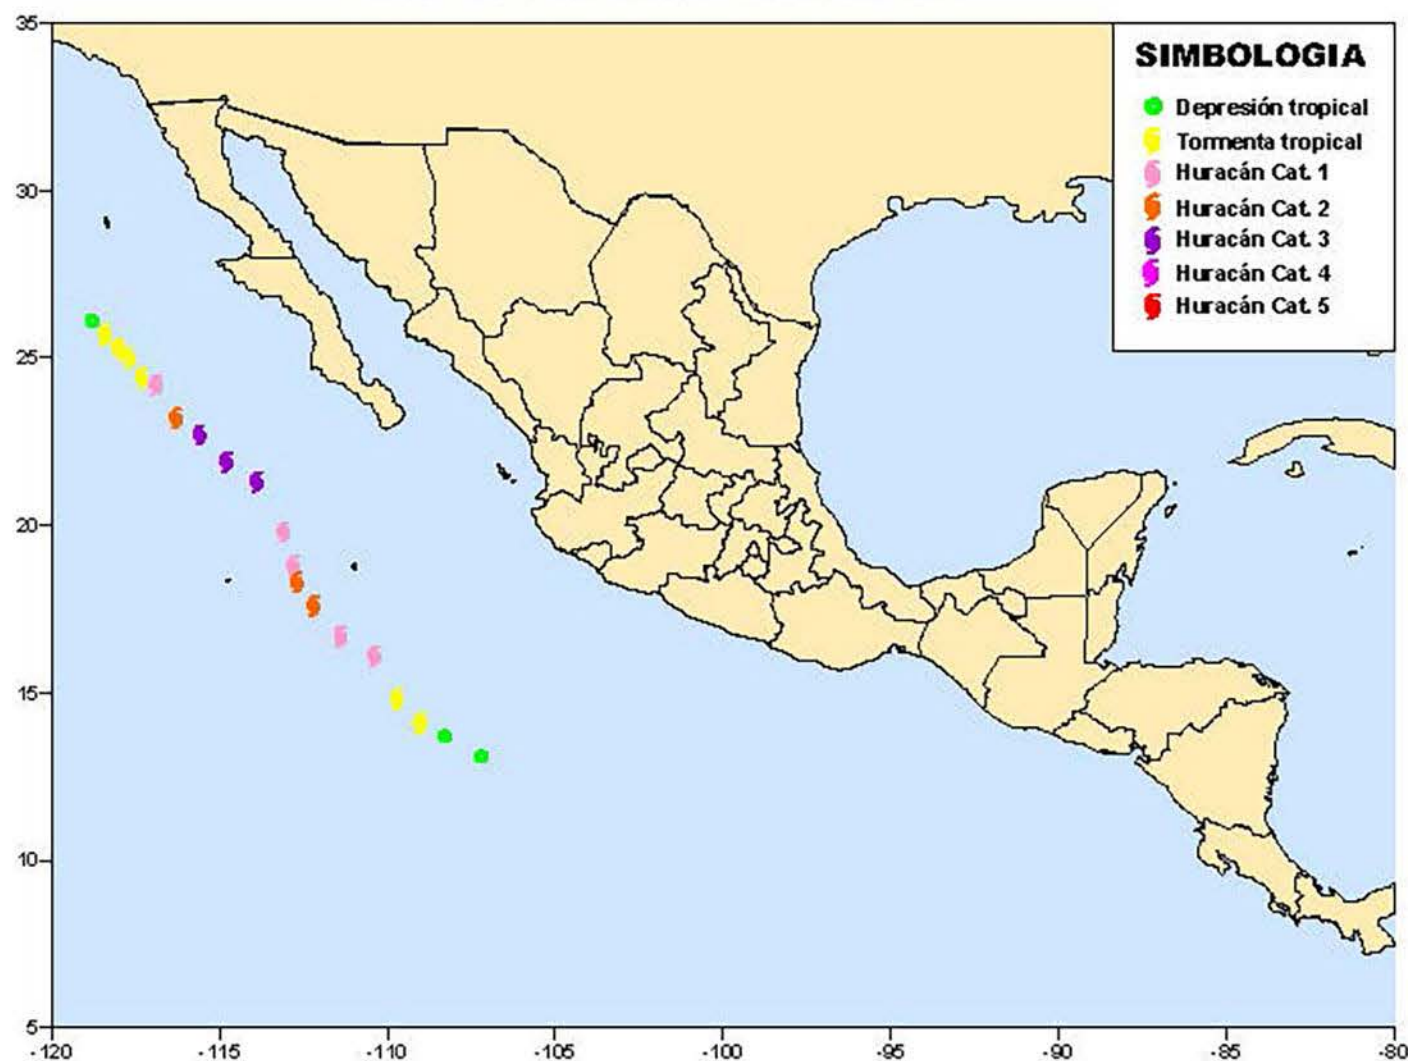 35
SIMBOLOGIA
Depresión tropical
Tormenta tropical
Huracán Cat. 1
30
Huracán Cat. 2
Huracán Cat. 3
Huracán Cat. 4
Huracán Cat. 5
25
20
15
10
5
-120 -115 -110 -105 -100 -95 -90 -85 -80